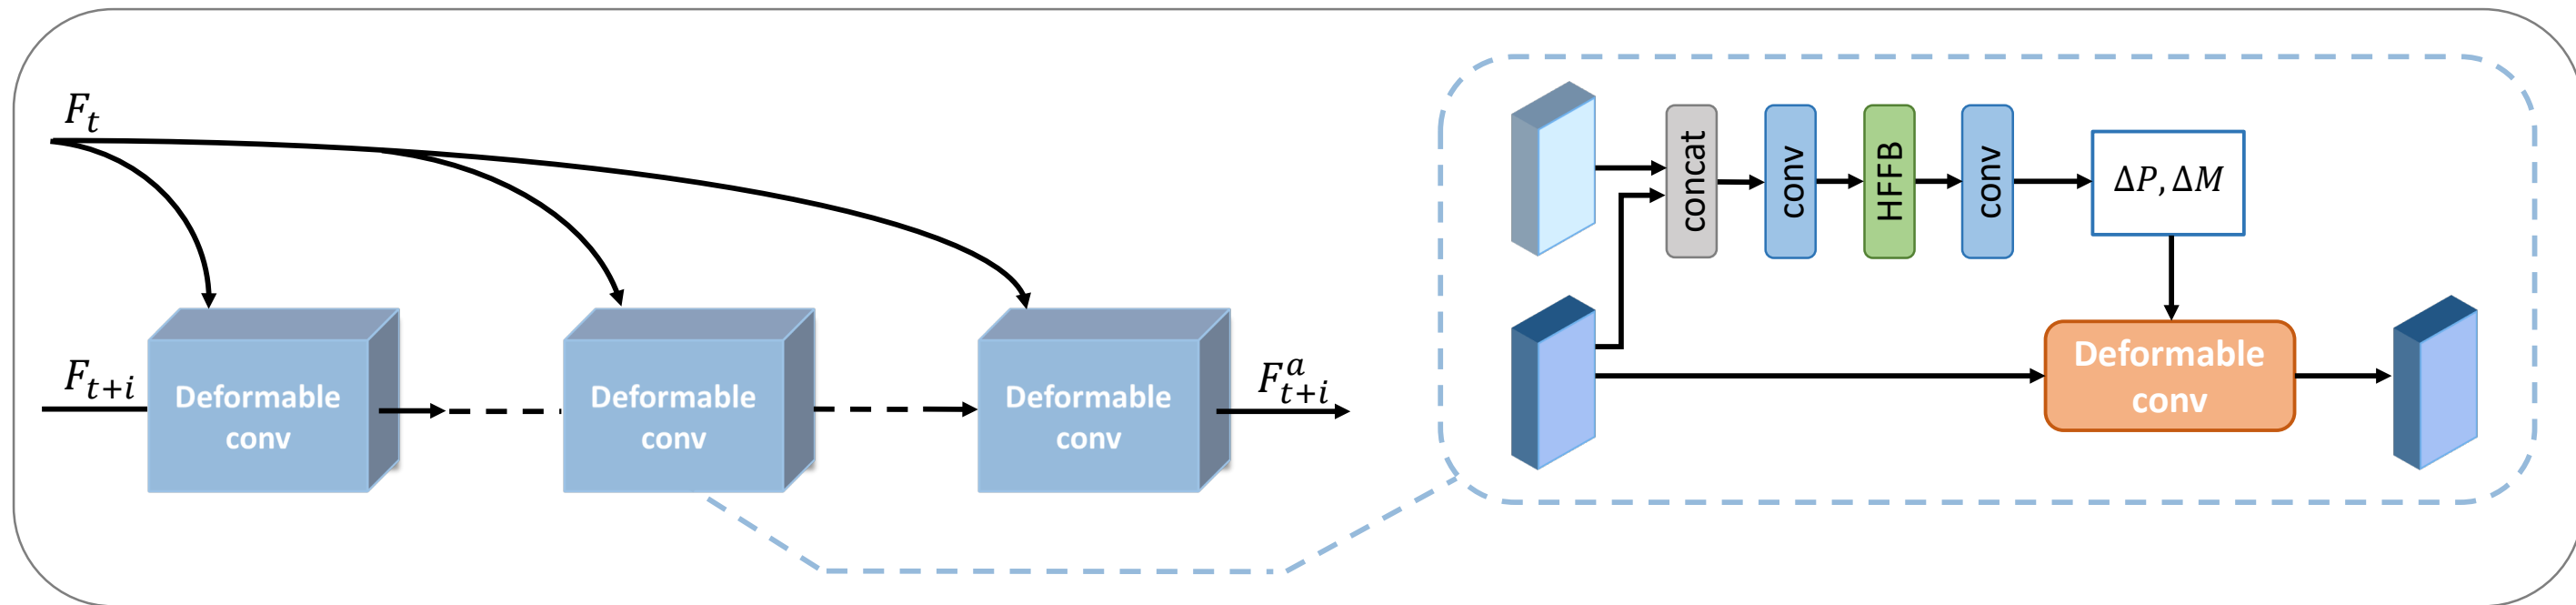 F_t
F_{t+i}
Deformable
conv
Deformable
conv
Deformable
conv
F^a_{t+i}
concat
conv
HFFB
conv
ΔP, ΔM
Deformable
conv